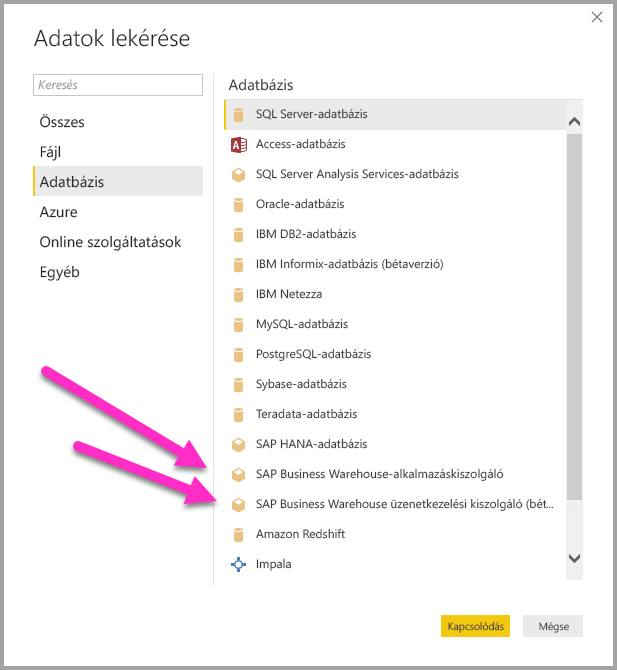 Adatok lekérése
Keresés
Összes
Fájl
Adatbázis
Azure
Online szolgáltatások
Egyéb
Adatbázis
SQL Server-adatbázis
A Access-adatbázis
SQL Server Analysis Services-adatbázis
Oracle-adatbázis
IBM DB2-adatbázis
IBM Informix-adatbázis (bétaverzió)
IBM Netezza
MySQL-adatbázis
PostgreSQL-adatbázis
Sybase-adatbázis
Teradata-adatbázis
SAP HANA-adatbázis
SAP Business Warehouse-alkalmazáskiszolgáló
SAP Business Warehouse üzenetkezelési kiszolgáló (bét...
Amazon Redshift
Impala
Kapcsolódás
Mégse